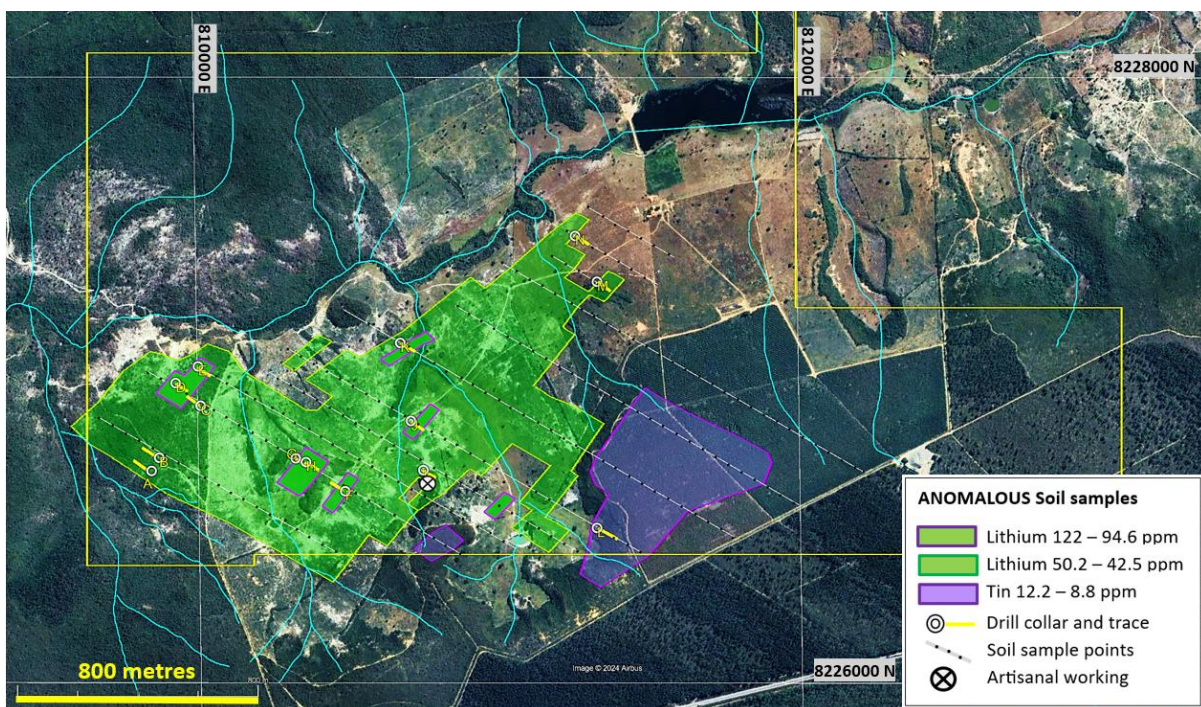 810000 E
812000 E
8228000 N
N
M
K
E
D
C
B
A
G
H
L
ANOMALOUS Soil samples
Lithium 122 – 94.6 ppm
Lithium 50.2 – 42.5 ppm
Tin 12.2 – 8.8 ppm
Drill collar and trace
Soil sample points
Artisanal working
800 metres
800 m
Image © 2024 Airbus
8226000 N